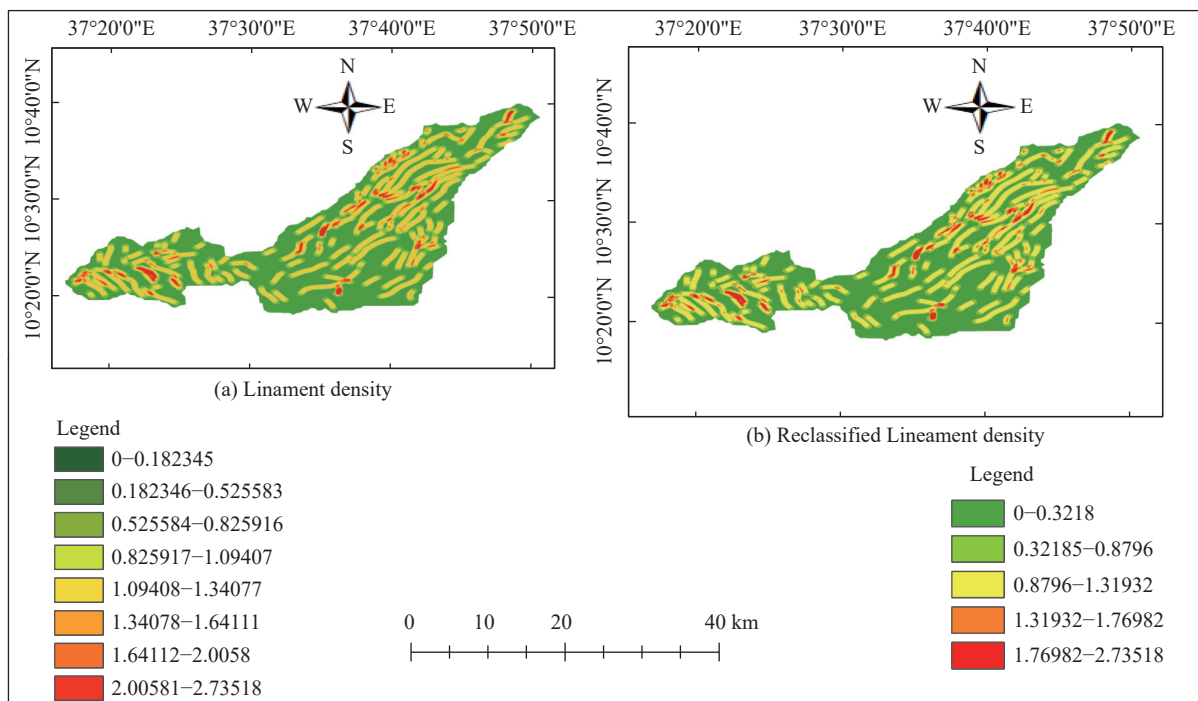 37°20'0"E 37°30'0"E 37°40'0"E 37°50'0"E
10°40'0"N
10°30'0"N
10°20'0"N
N
W E
S
(a) Linament density
37°20'0"E 37°30'0"E 37°40'0"E 37°50'0"E
10°40'0"N
10°30'0"N
10°20'0"N
N
W E
S
(b) Reclassified Lineament density
Legend
0−0.182345
0.182346−0.525583
0.525584−0.825916
0.825917−1.09407
1.09408−1.34077
1.34078−1.64111
1.64112−2.0058
2.00581−2.73518
0 10 20 40 km
Legend
0−0.3218
0.32185−0.8796
0.8796−1.31932
1.31932−1.76982
1.76982−2.73518